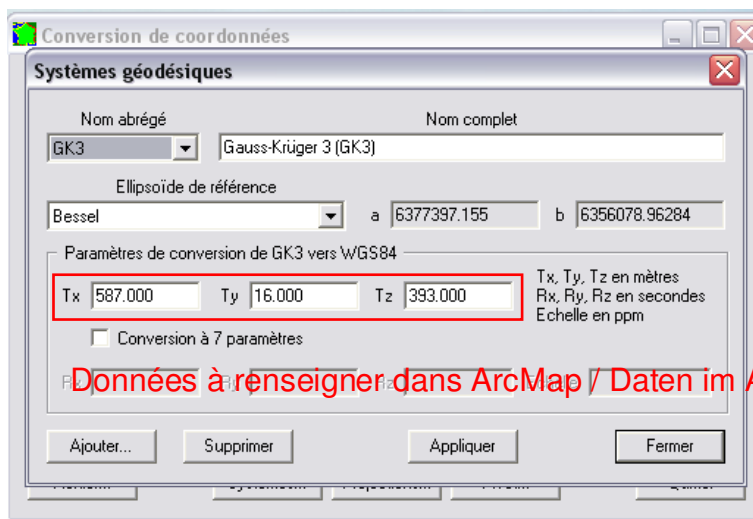 Conversion de coordonnées
Systèmes géodésiques
Nom abrégé
Nom complet
GK3
Gauss-Krüger 3 (GK3)
Ellipsoïde de référence
Bessel
a 6377397.155
b 6356078.96284
Paramètres de conversion de GK3 vers WGS84
Tx 587.000
Ty 16.000
Tz 393.000
Tx, Ty, Tz en mètres
Rx, Ry, Rz en secondes
Echelle en ppm
Conversion à 7 paramètres
Données à renseigner dans ArcMap / Daten im A
Ajouter...
Supprimer
Appliquer
Fermer